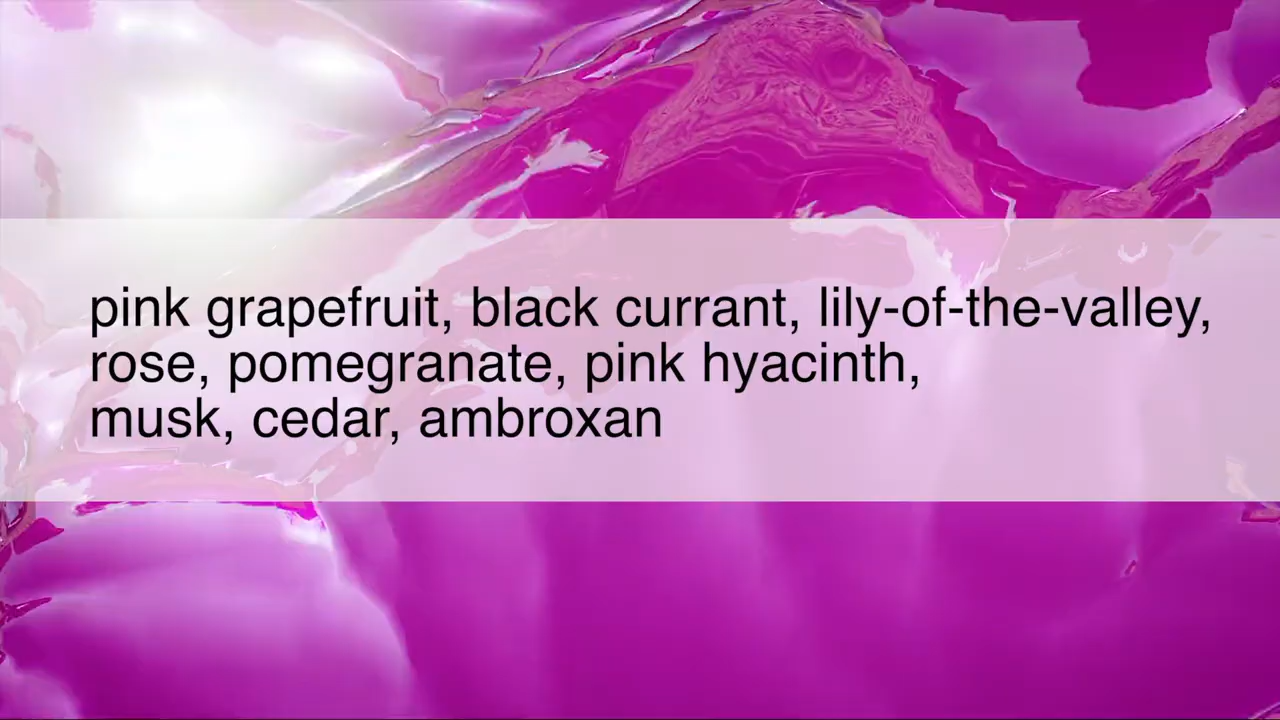 pink grapefruit, black currant, lily-of-the-valley,
rose, pomegranate, pink hyacinth,
musk, cedar, ambroxan